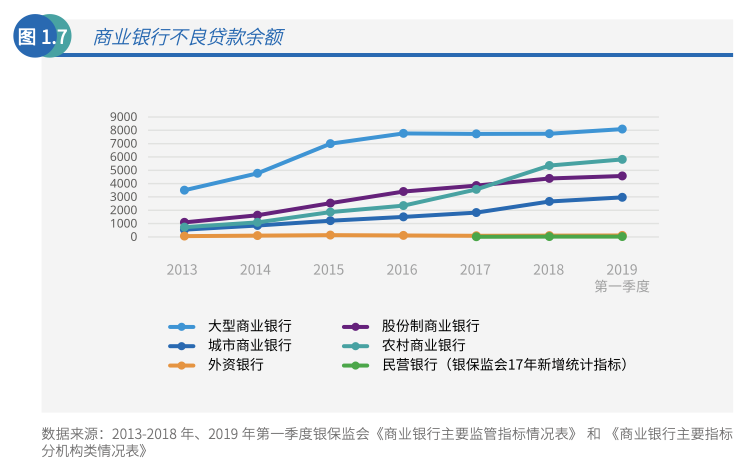 图 1.7
商业银行不良贷款余额
9000
8000
7000
6000
5000
4000
3000
2000
1000
0
2013 2014 2015 2016 2017 2018 2019
第一季度
大型商业银行 股份制商业银行
城市商业银行 农村商业银行
外资银行 民营银行（银保监会17年新增统计指标）
数据来源：2013-2018 年、2019 年第一季度银保监会《商业银行主要监管指标情况表》 和 《商业银行主要指标
分机构类情况表》